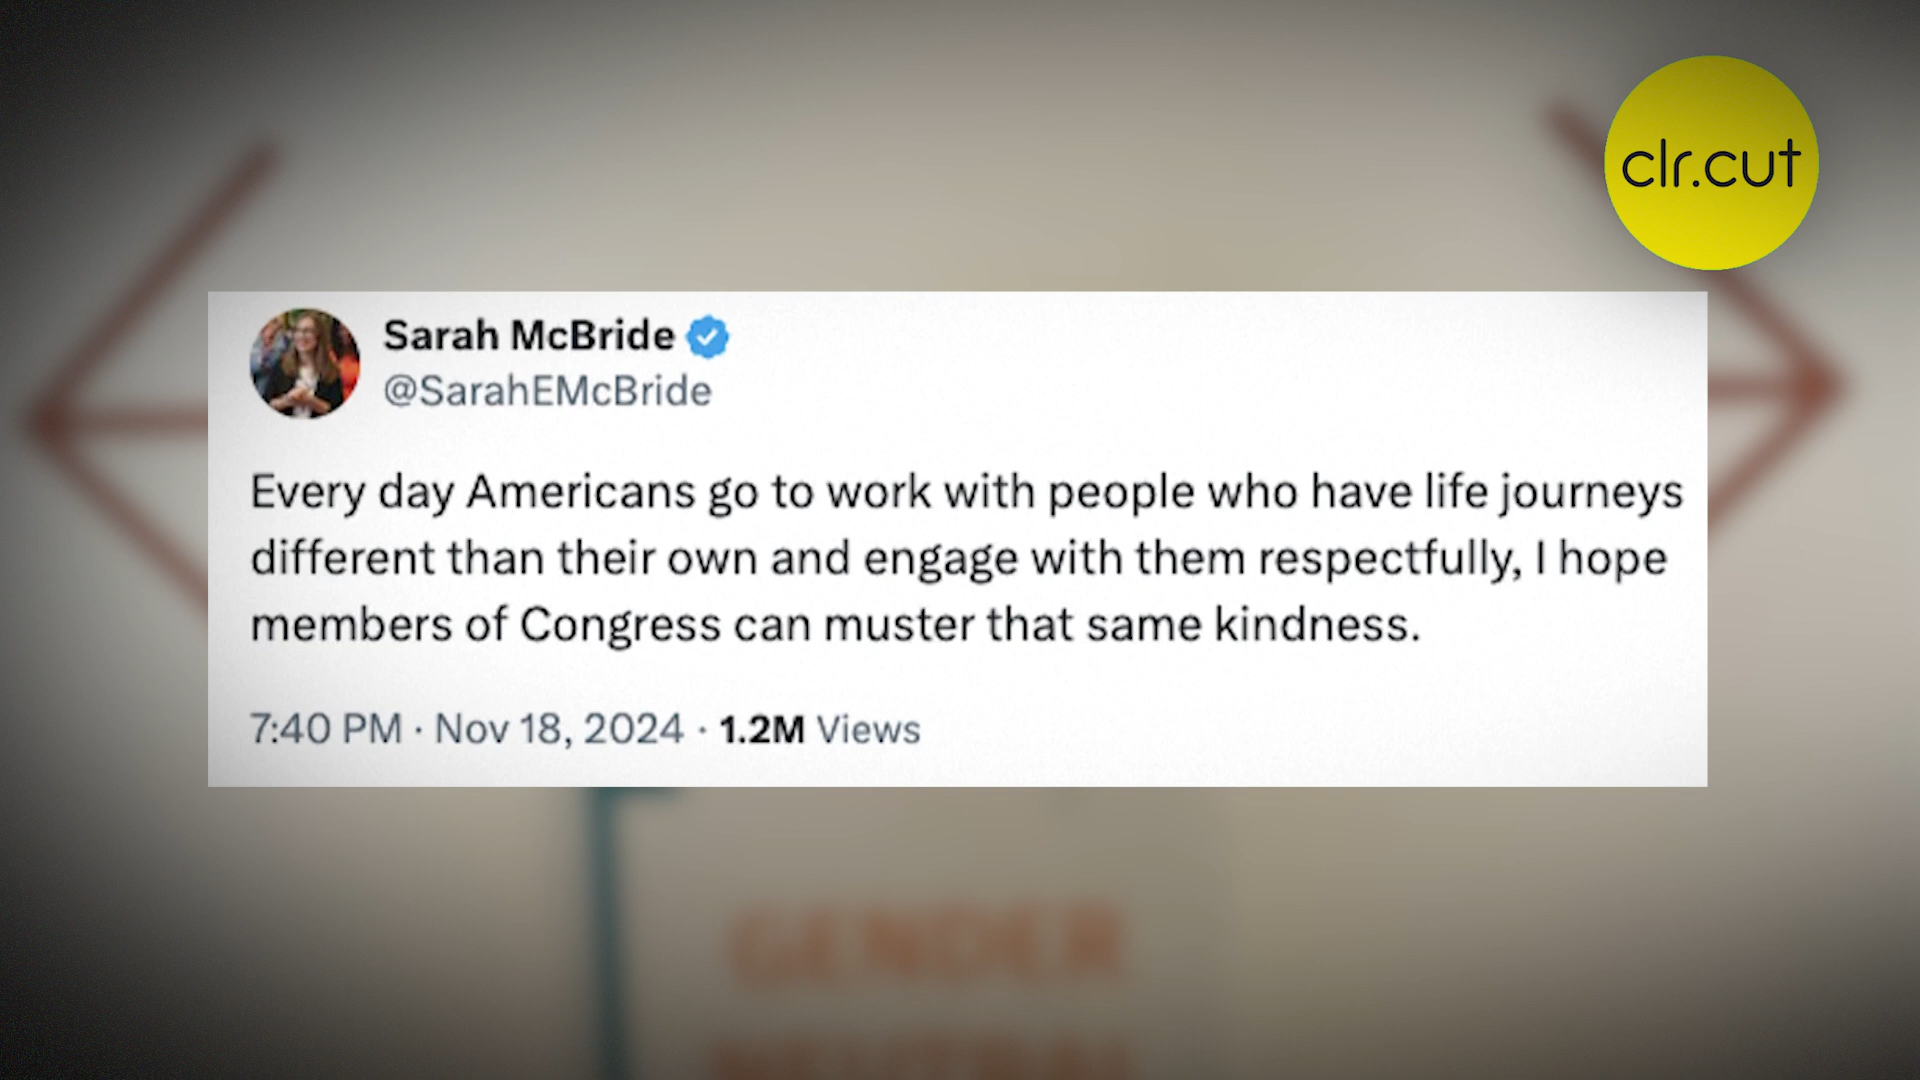 clr.cut
Sarah McBride
@SarahEMcBride
Every day Americans go to work with people who have life journeys
different than their own and engage with them respectfully, I hope
members of Congress can muster that same kindness.
7:40 PM · Nov 18, 2024 · 1.2M Views
GENDER
NEUTRAL